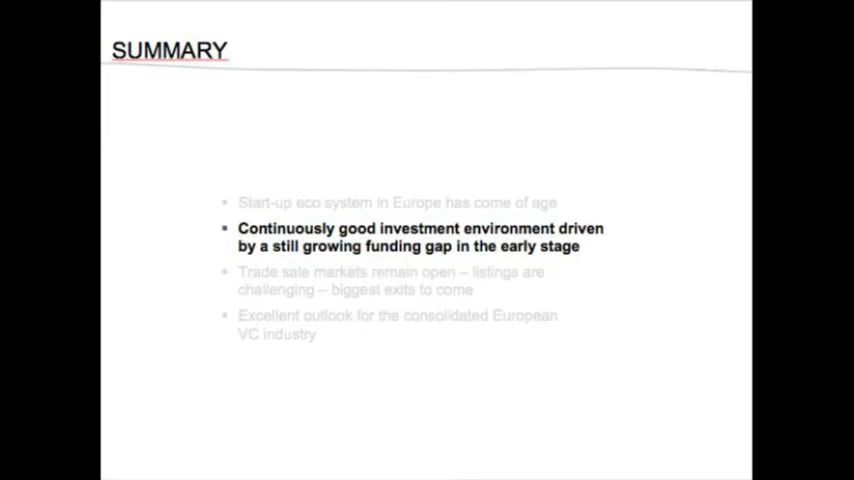 SUMMARY
▪ Start-up eco system in Europe has come of age
▪ Continuously good investment environment driven
by a still growing funding gap in the early stage
▪ Trade sale markets remain open – listings are
challenging – biggest exits to come
▪ Excellent outlook for the consolidated European
VC industry